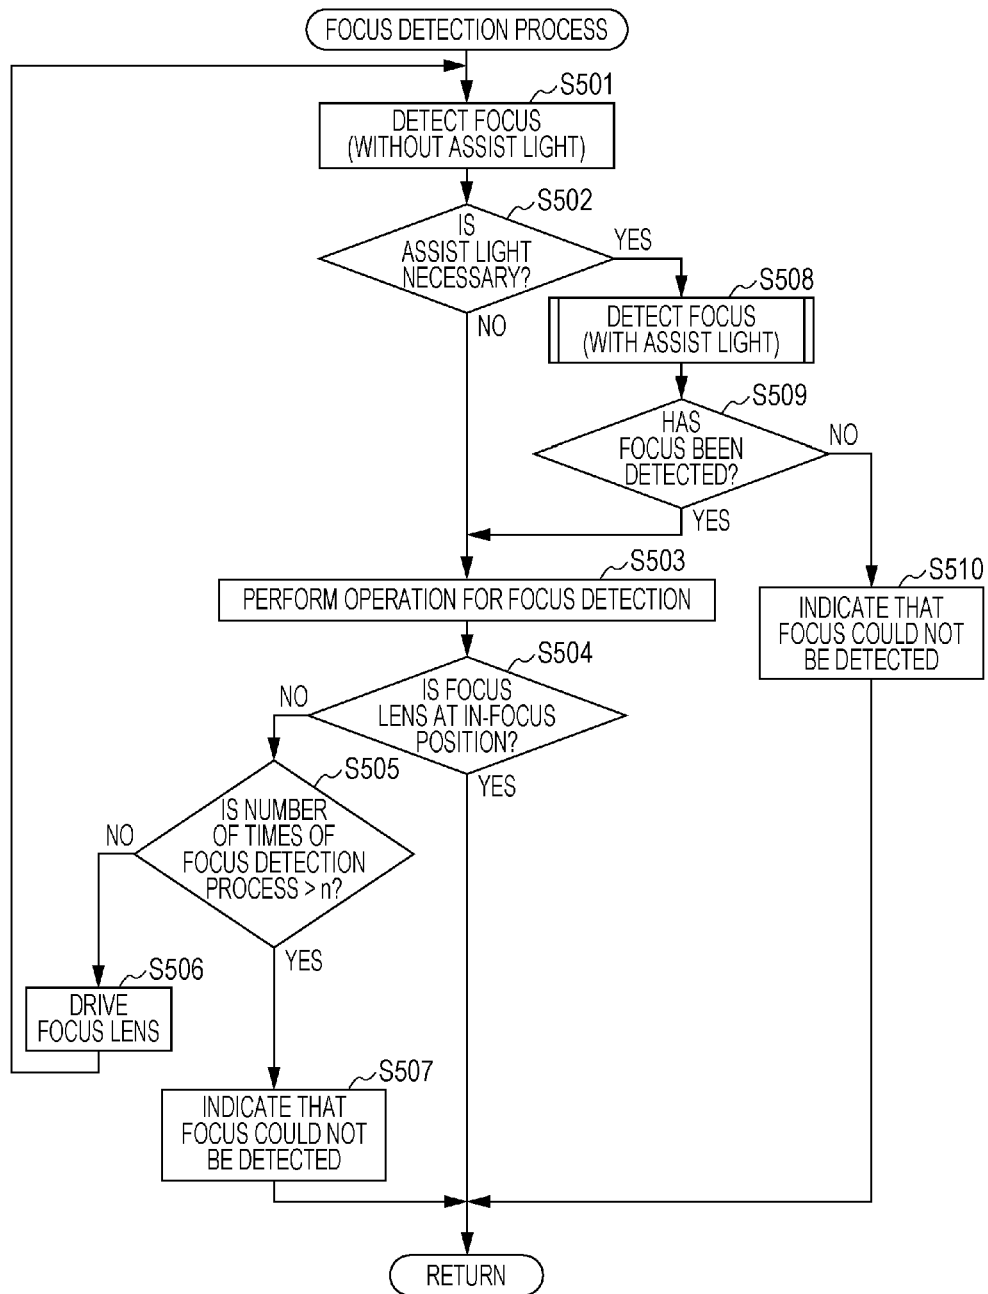 FOCUS DETECTION PROCESS
S501
DETECT FOCUS
(WITHOUT ASSIST LIGHT)
S502
IS
ASSIST LIGHT
NECESSARY?
YES
NO
S508
DETECT FOCUS
(WITH ASSIST LIGHT)
S509
HAS
FOCUS BEEN
DETECTED?
NO
YES
S503
PERFORM OPERATION FOR FOCUS DETECTION
S510
INDICATE THAT
FOCUS COULD NOT
BE DETECTED
S504
IS FOCUS
LENS AT IN-FOCUS
POSITION?
NO
YES
S505
IS NUMBER
OF TIMES OF
FOCUS DETECTION
PROCESS > n?
NO
YES
S506
DRIVE
FOCUS LENS
S507
INDICATE THAT
FOCUS COULD NOT
BE DETECTED
RETURN